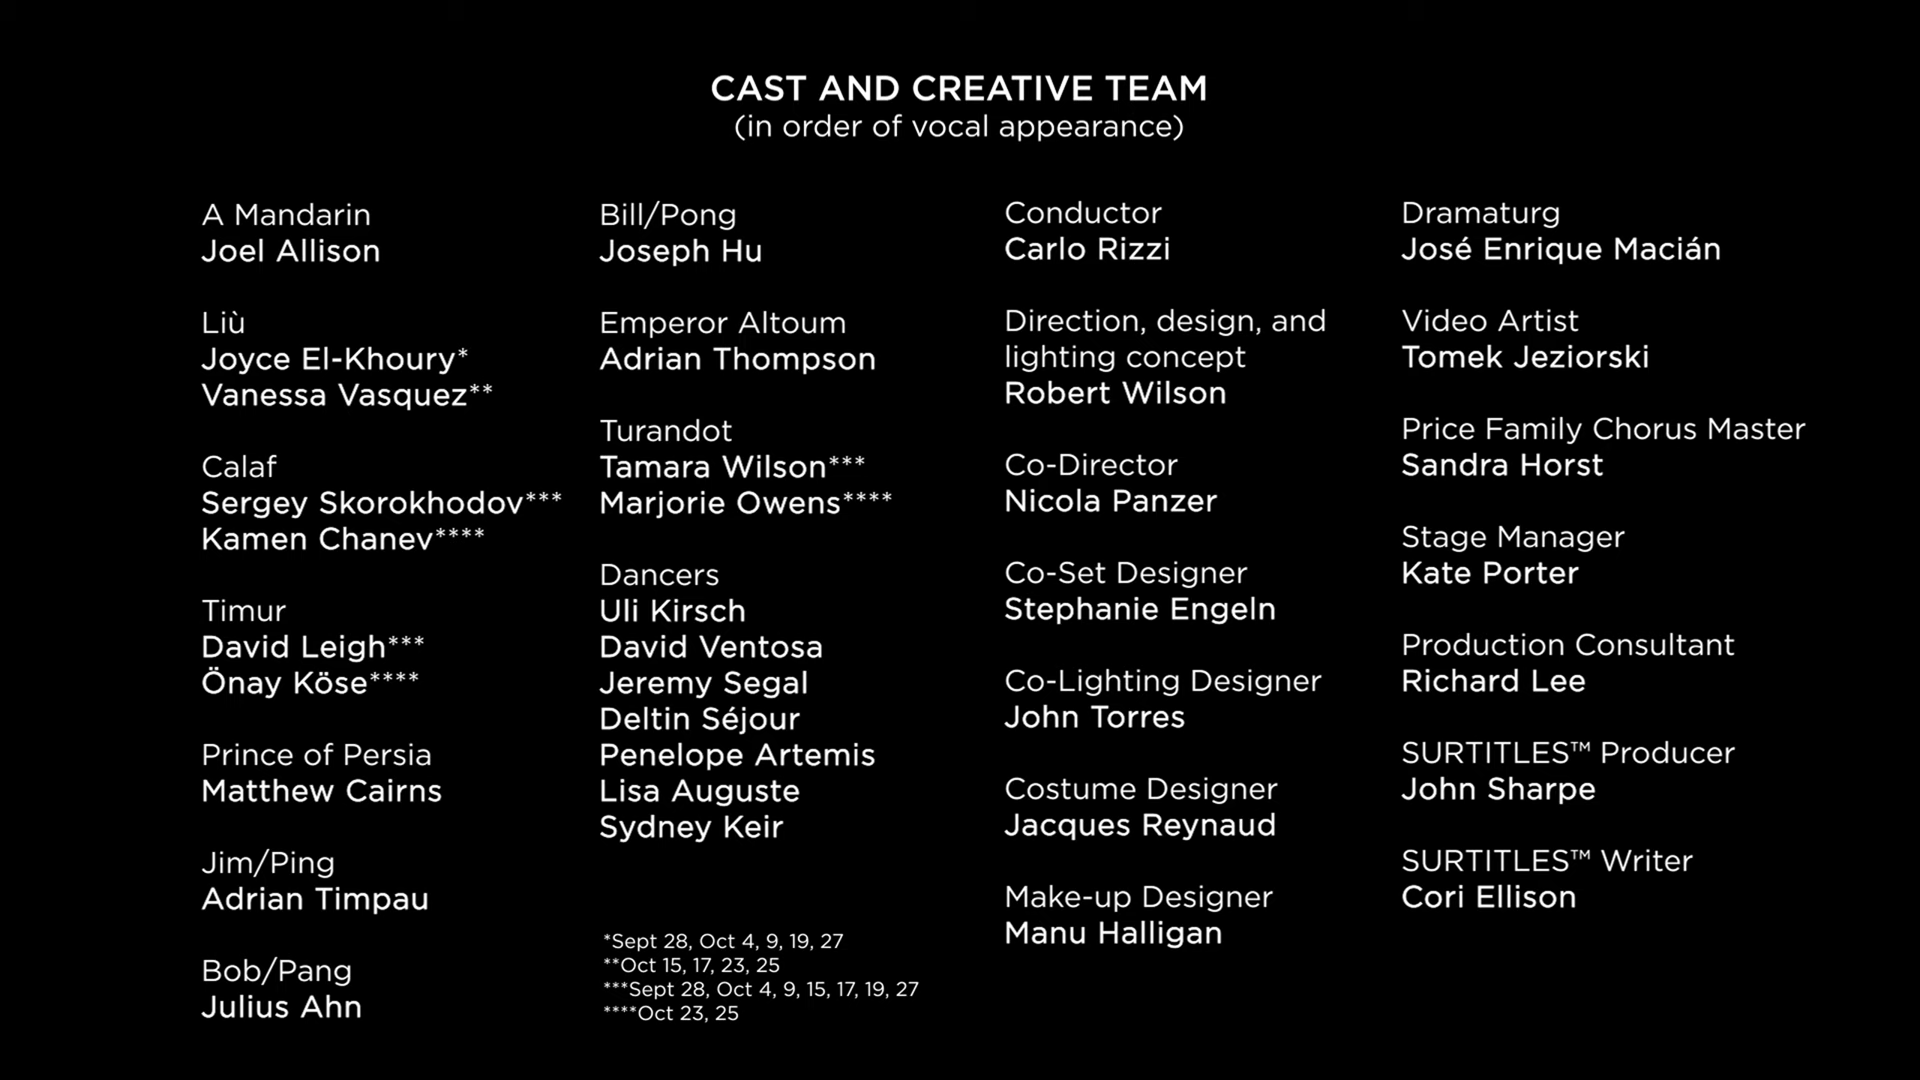 CAST AND CREATIVE TEAM
(in order of vocal appearance)
A Mandarin
Joel Allison
Liù
Joyce El-Khoury*
Vanessa Vasquez**
Calaf
Sergey Skorokhodov***
Kamen Chanev****
Timur
David Leigh***
Önay Köse****
Prince of Persia
Matthew Cairns
Jim/Ping
Adrian Timpau
Bob/Pang
Julius Ahn
Bill/Pong
Joseph Hu
Emperor Altoum
Adrian Thompson
Turandot
Tamara Wilson***
Marjorie Owens****
Dancers
Uli Kirsch
David Ventosa
Jeremy Segal
Deltin Séjour
Penelope Artemis
Lisa Auguste
Sydney Keir
*Sept 28, Oct 4, 9, 19, 27
**Oct 15, 17, 23, 25
***Sept 28, Oct 4, 9, 15, 17, 19, 27
****Oct 23, 25
Conductor
Carlo Rizzi
Direction, design, and
lighting concept
Robert Wilson
Co-Director
Nicola Panzer
Co-Set Designer
Stephanie Engeln
Co-Lighting Designer
John Torres
Costume Designer
Jacques Reynaud
Make-up Designer
Manu Halligan
Dramaturg
José Enrique Macián
Video Artist
Tomek Jeziorski
Price Family Chorus Master
Sandra Horst
Stage Manager
Kate Porter
Production Consultant
Richard Lee
SURTITLES™ Producer
John Sharpe
SURTITLES™ Writer
Cori Ellison